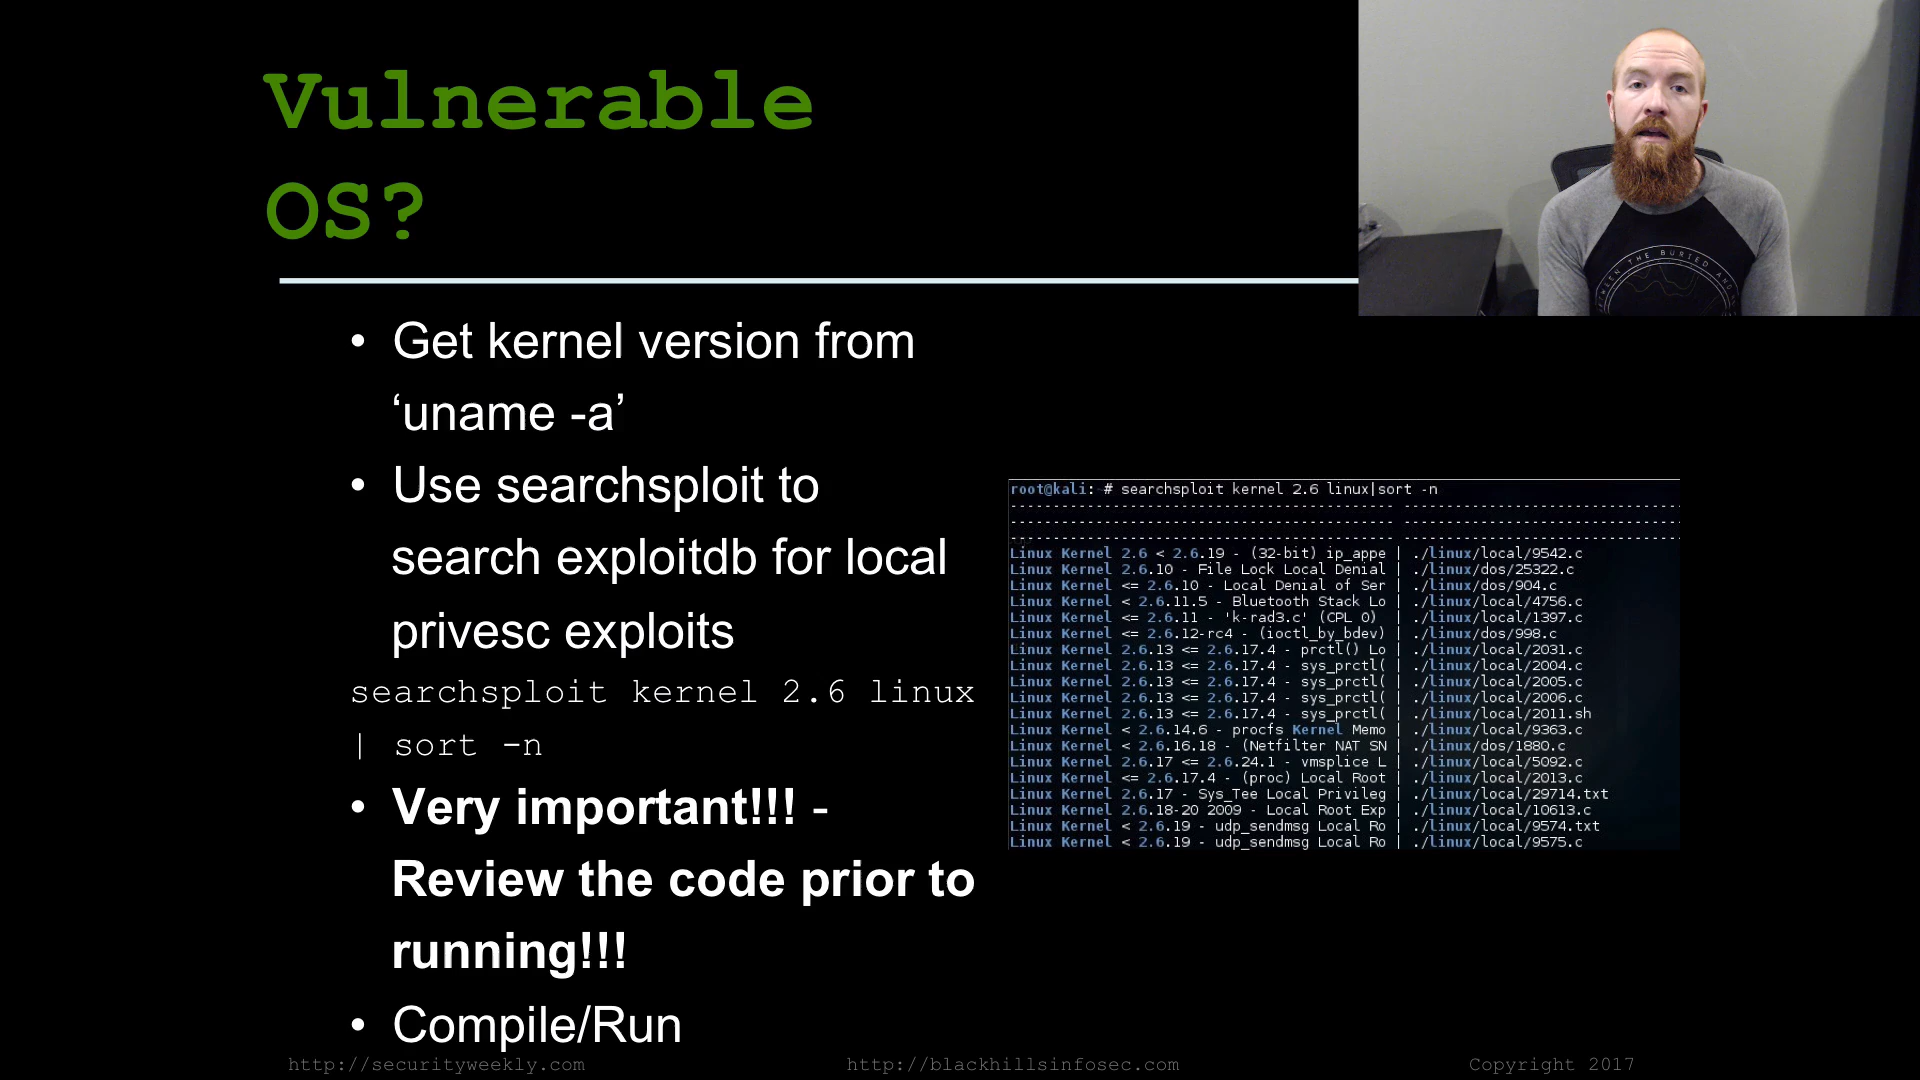 Vulnerable
OS?
• Get kernel version from
‘uname -a’
• Use searchsploit to
search exploitdb for local
privesc exploits
searchsploit kernel 2.6 linux
| sort -n
• Very important!!! -
Review the code prior to
running!!!
• Compile/Run
root@kali: # searchsploit kernel 2.6 linux|sort -n
Linux Kernel 2.6 < 2.6.19 - (32-bit) ip_appe | ./linux/local/9542.c
Linux Kernel 2.6.10 - File Lock Local Denial | ./linux/dos/25322.c
Linux Kernel <= 2.6.10 - Local Denial of Ser | ./linux/dos/904.c
Linux Kernel < 2.6.11.5 - Bluetooth Stack Lo | ./linux/local/4756.c
Linux Kernel <= 2.6.11 - 'k-rad3.c' (CPL 0) | ./linux/local/1397.c
Linux Kernel <= 2.6.12-rc4 - (ioctl_by_bdev) | ./linux/dos/998.c
Linux Kernel 2.6.13 <= 2.6.17.4 - prctl() Lo | ./linux/local/2031.c
Linux Kernel 2.6.13 <= 2.6.17.4 - sys_prctl( | ./linux/local/2004.c
Linux Kernel 2.6.13 <= 2.6.17.4 - sys_prctl( | ./linux/local/2005.c
Linux Kernel 2.6.13 <= 2.6.17.4 - sys_prctl( | ./linux/local/2006.c
Linux Kernel 2.6.13 <= 2.6.17.4 - sys_prctl( | ./linux/local/2011.sh
Linux Kernel < 2.6.14.6 - procfs Kernel Memo | ./linux/local/9363.c
Linux Kernel < 2.6.16.18 - (Netfilter NAT SN | ./linux/dos/1880.c
Linux Kernel 2.6.17 <= 2.6.24.1 - vmsplice L | ./linux/local/5092.c
Linux Kernel <= 2.6.17.4 - (proc) Local Root | ./linux/local/2013.c
Linux Kernel 2.6.17 - Sys_Tee Local Privileg | ./linux/local/29714.txt
Linux Kernel 2.6.18-20 2009 - Local Root Exp | ./linux/local/10613.c
Linux Kernel < 2.6.19 - udp_sendmsg Local Ro | ./linux/local/9574.txt
Linux Kernel < 2.6.19 - udp_sendmsg Local Ro | ./linux/local/9575.c
THE BURIED AND
http://securityweekly.com
http://blackhillsinfosec.com
Copyright 2017